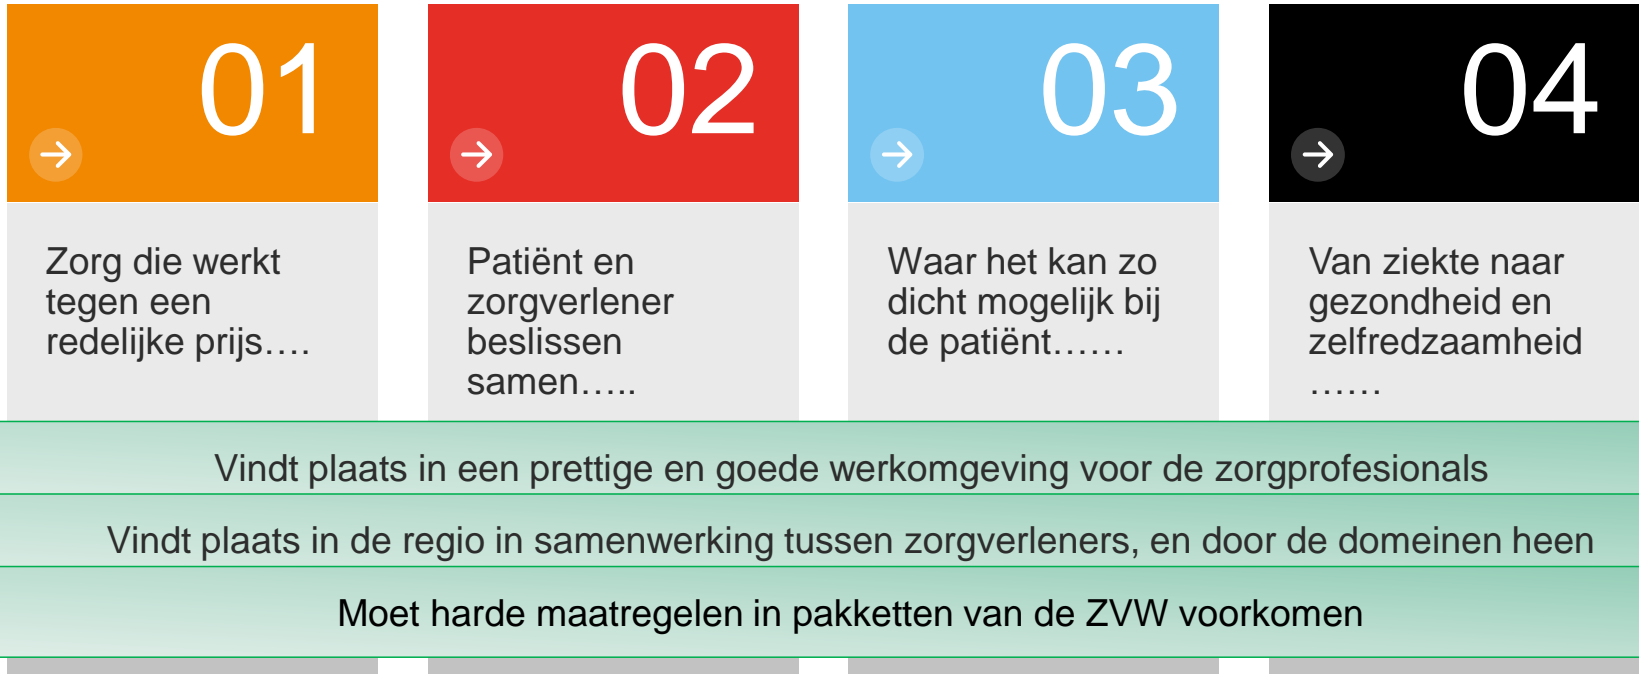 01
Zorg die werkt
tegen een
redelijke prijs….
02
Patiënt en
zorgverlener
beslissen
samen…..
03
Waar het kan zo
dicht mogelijk bij
de patiënt……
04
Van ziekte naar
gezondheid en
zelfredzaamheid
……
Vindt plaats in een prettige en goede werkomgeving voor de zorgprofesionals
Vindt plaats in de regio in samenwerking tussen zorgverleners, en door de domeinen heen
Moet harde maatregelen in pakketten van de ZVW voorkomen